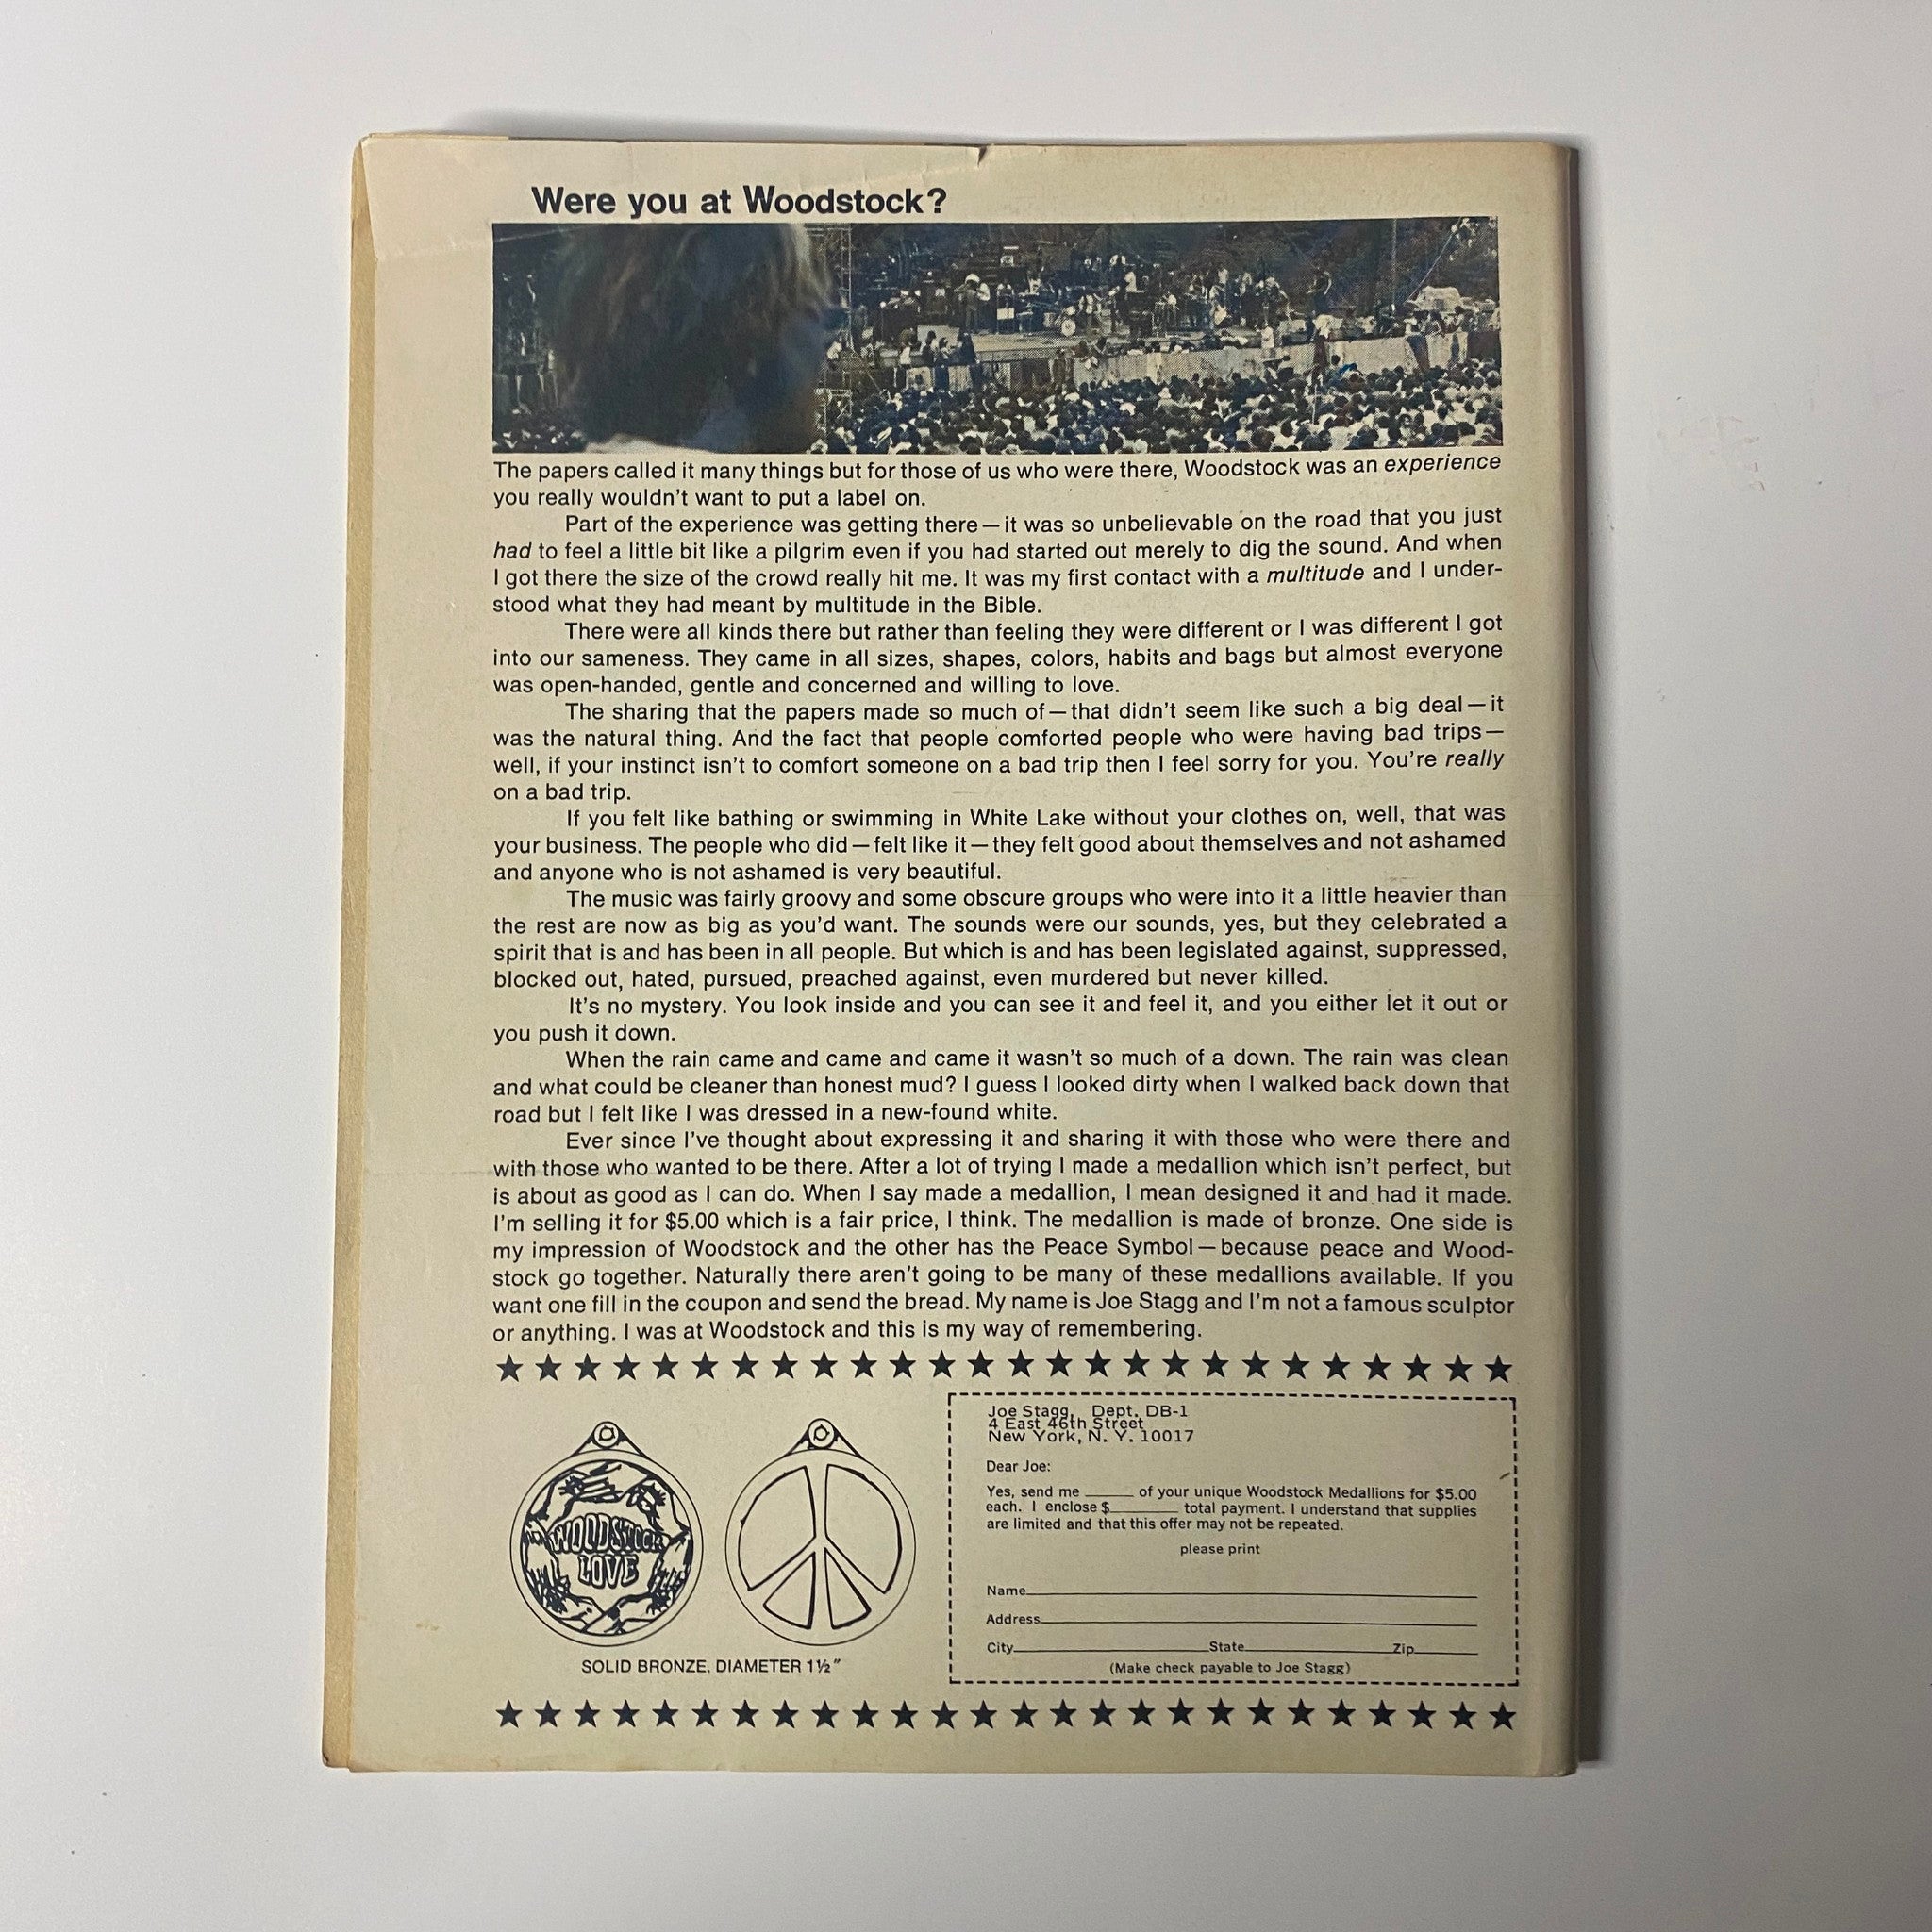 Were you at Woodstock?
The papers called it many things but for those of us who were there, Woodstock was an experience
you really wouldn't want to put a label on.
Part of the experience was getting there—it was so unbelievable on the road that you just
had to feel a little bit like a pilgrim even if you had started out merely to dig the sound. And when
I got there the size of the crowd really hit me. It was my first contact with a multitude and I under-
stood what they had meant by multitude in the Bible.
There were all kinds there but rather than feeling they were different or I was different I got
into our sameness. They came in all sizes, shapes, colors, habits and bags but almost everyone
was open-handed, gentle and concerned and willing to love.
The sharing that the papers made so much of—that didn't seem like such a big deal—it
was the natural thing. And the fact that people comforted people who were having bad trips—
well, if your instinct isn't to comfort someone on a bad trip then I feel sorry for you. You're really
on a bad trip.
If you felt like bathing or swimming in White Lake without your clothes on, well, that was
your business. The people who did—felt like it—they felt good about themselves and not ashamed
and anyone who is not ashamed is very beautiful.
The music was fairly groovy and some obscure groups who were into it a little heavier than
the rest are now as big as you'd want. The sounds were our sounds, yes, but they celebrated a
spirit that is and has been in all people. But which is and has been legislated against, suppressed,
blocked out, hated, pursued, preached against, even murdered but never killed.
It's no mystery. You look inside and you can see it and feel it, and you either let it out or
you push it down.
When the rain came and came and came it wasn't so much of a down. The rain was clean
and what could be cleaner than honest mud? I guess I looked dirty when I walked back down that
road but I felt like I was dressed in a new-found white.
Ever since I've thought about expressing it and sharing it with those who were there and
with those who wanted to be there. After a lot of trying I made a medallion which isn't perfect, but
is about as good as I can do. When I say made a medallion, I mean designed it and had it made.
I'm selling it for $5.00 which is a fair price, I think. The medallion is made of bronze. One side is
my impression of Woodstock and the other has the Peace Symbol—because peace and Wood-
stock go together. Naturally there aren't going to be many of these medallions available. If you
want one fill in the coupon and send the bread. My name is Joe Stagg and I'm not a famous sculptor
or anything. I was at Woodstock and this is my way of remembering.
WOODSTOCK
LOVE
SOLID BRONZE. DIAMETER 1½"
Joe Stagg, Dept. DB-1
4 East 46th Street
New York, N. Y. 10017
Dear Joe:
Yes, send me ______ of your unique Woodstock Medallions for $5.00
each. I enclose $________ total payment. I understand that supplies
are limited and that this offer may not be repeated.
please print
Name
Address
City State Zip
(Make check payable to Joe Stagg)